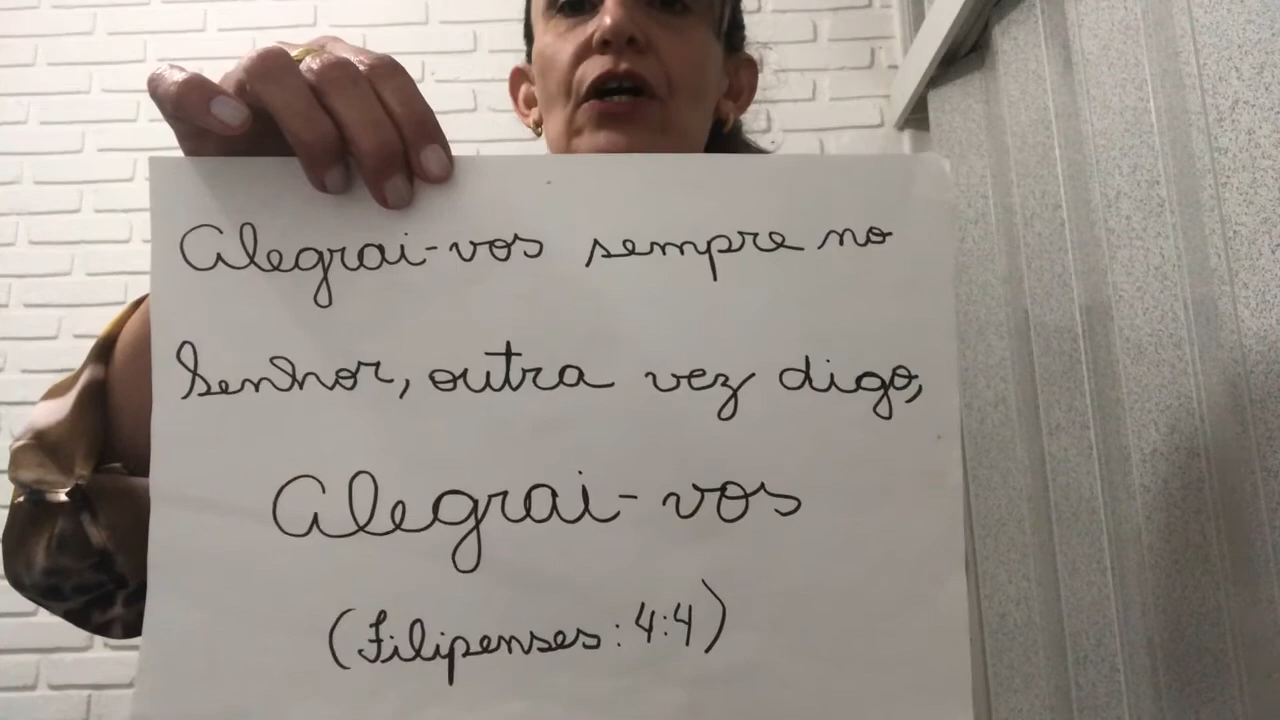 Alegrai-vos sempre no
Senhor, outra vez digo,
Alegrai-vos
(Filipenses: 4:4)